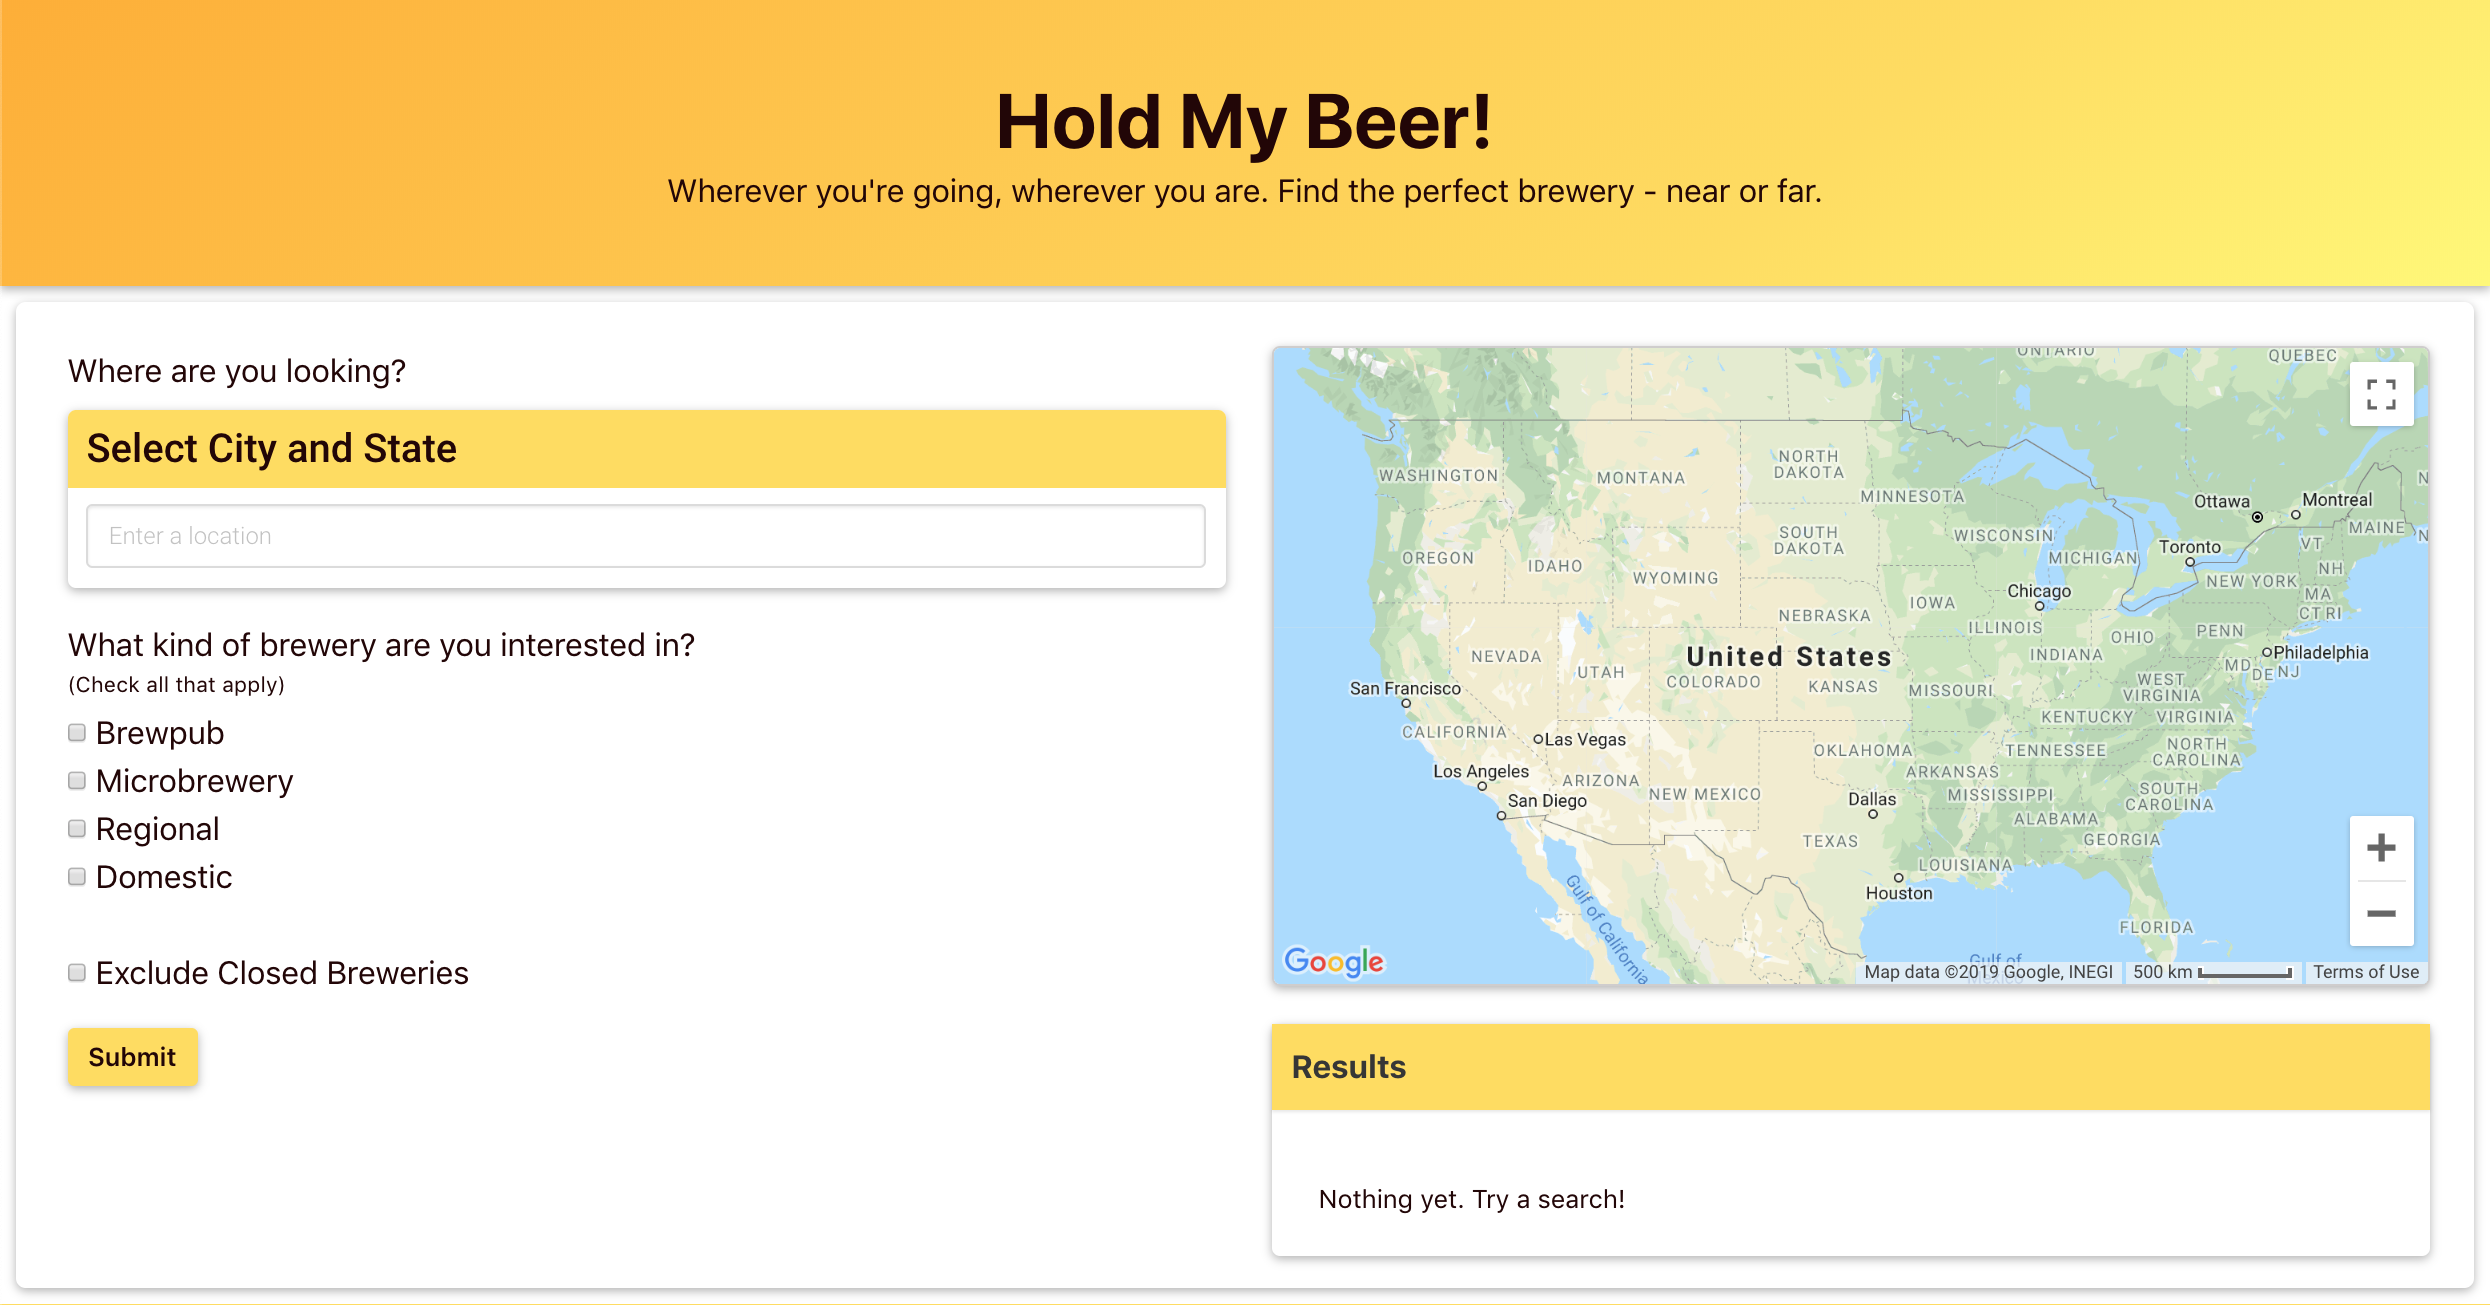 Hold My Beer!
Wherever you're going, wherever you are. Find the perfect brewery - near or far.
Where are you looking?
Select City and State
Enter a location
What kind of brewery are you interested in?
(Check all that apply)
Brewpub
Microbrewery
Regional
Domestic
Exclude Closed Breweries
Submit
ONTARIO
QUEBEC
WASHINGTON
MONTANA
NORTH
DAKOTA
MINNESOTA
Ottawa
Montreal
MAINE
OREGON
IDAHO
WYOMING
SOUTH
DAKOTA
WISCONSIN
MICHIGAN
Toronto
VT
NH
NEW YORK
MA
CT RI
Chicago
NEBRASKA
IOWA
ILLINOIS
INDIANA
OHIO
PENN
Philadelphia
MD
DE NJ
NEVADA
UTAH
United States
COLORADO
KANSAS
MISSOURI
WEST
VIRGINIA
KENTUCKY
VIRGINIA
San Francisco
CALIFORNIA
Las Vegas
OKLAHOMA
TENNESSEE
NORTH
CAROLINA
Los Angeles
ARIZONA
NEW MEXICO
ARKANSAS
MISSISSIPPI
SOUTH
CAROLINA
San Diego
Dallas
ALABAMA
GEORGIA
TEXAS
LOUISIANA
Houston
FLORIDA
Gulf of California
Gulf of
Mexico
Google
Map data ©2019 Google, INEGI
500 km
Terms of Use
Results
Nothing yet. Try a search!